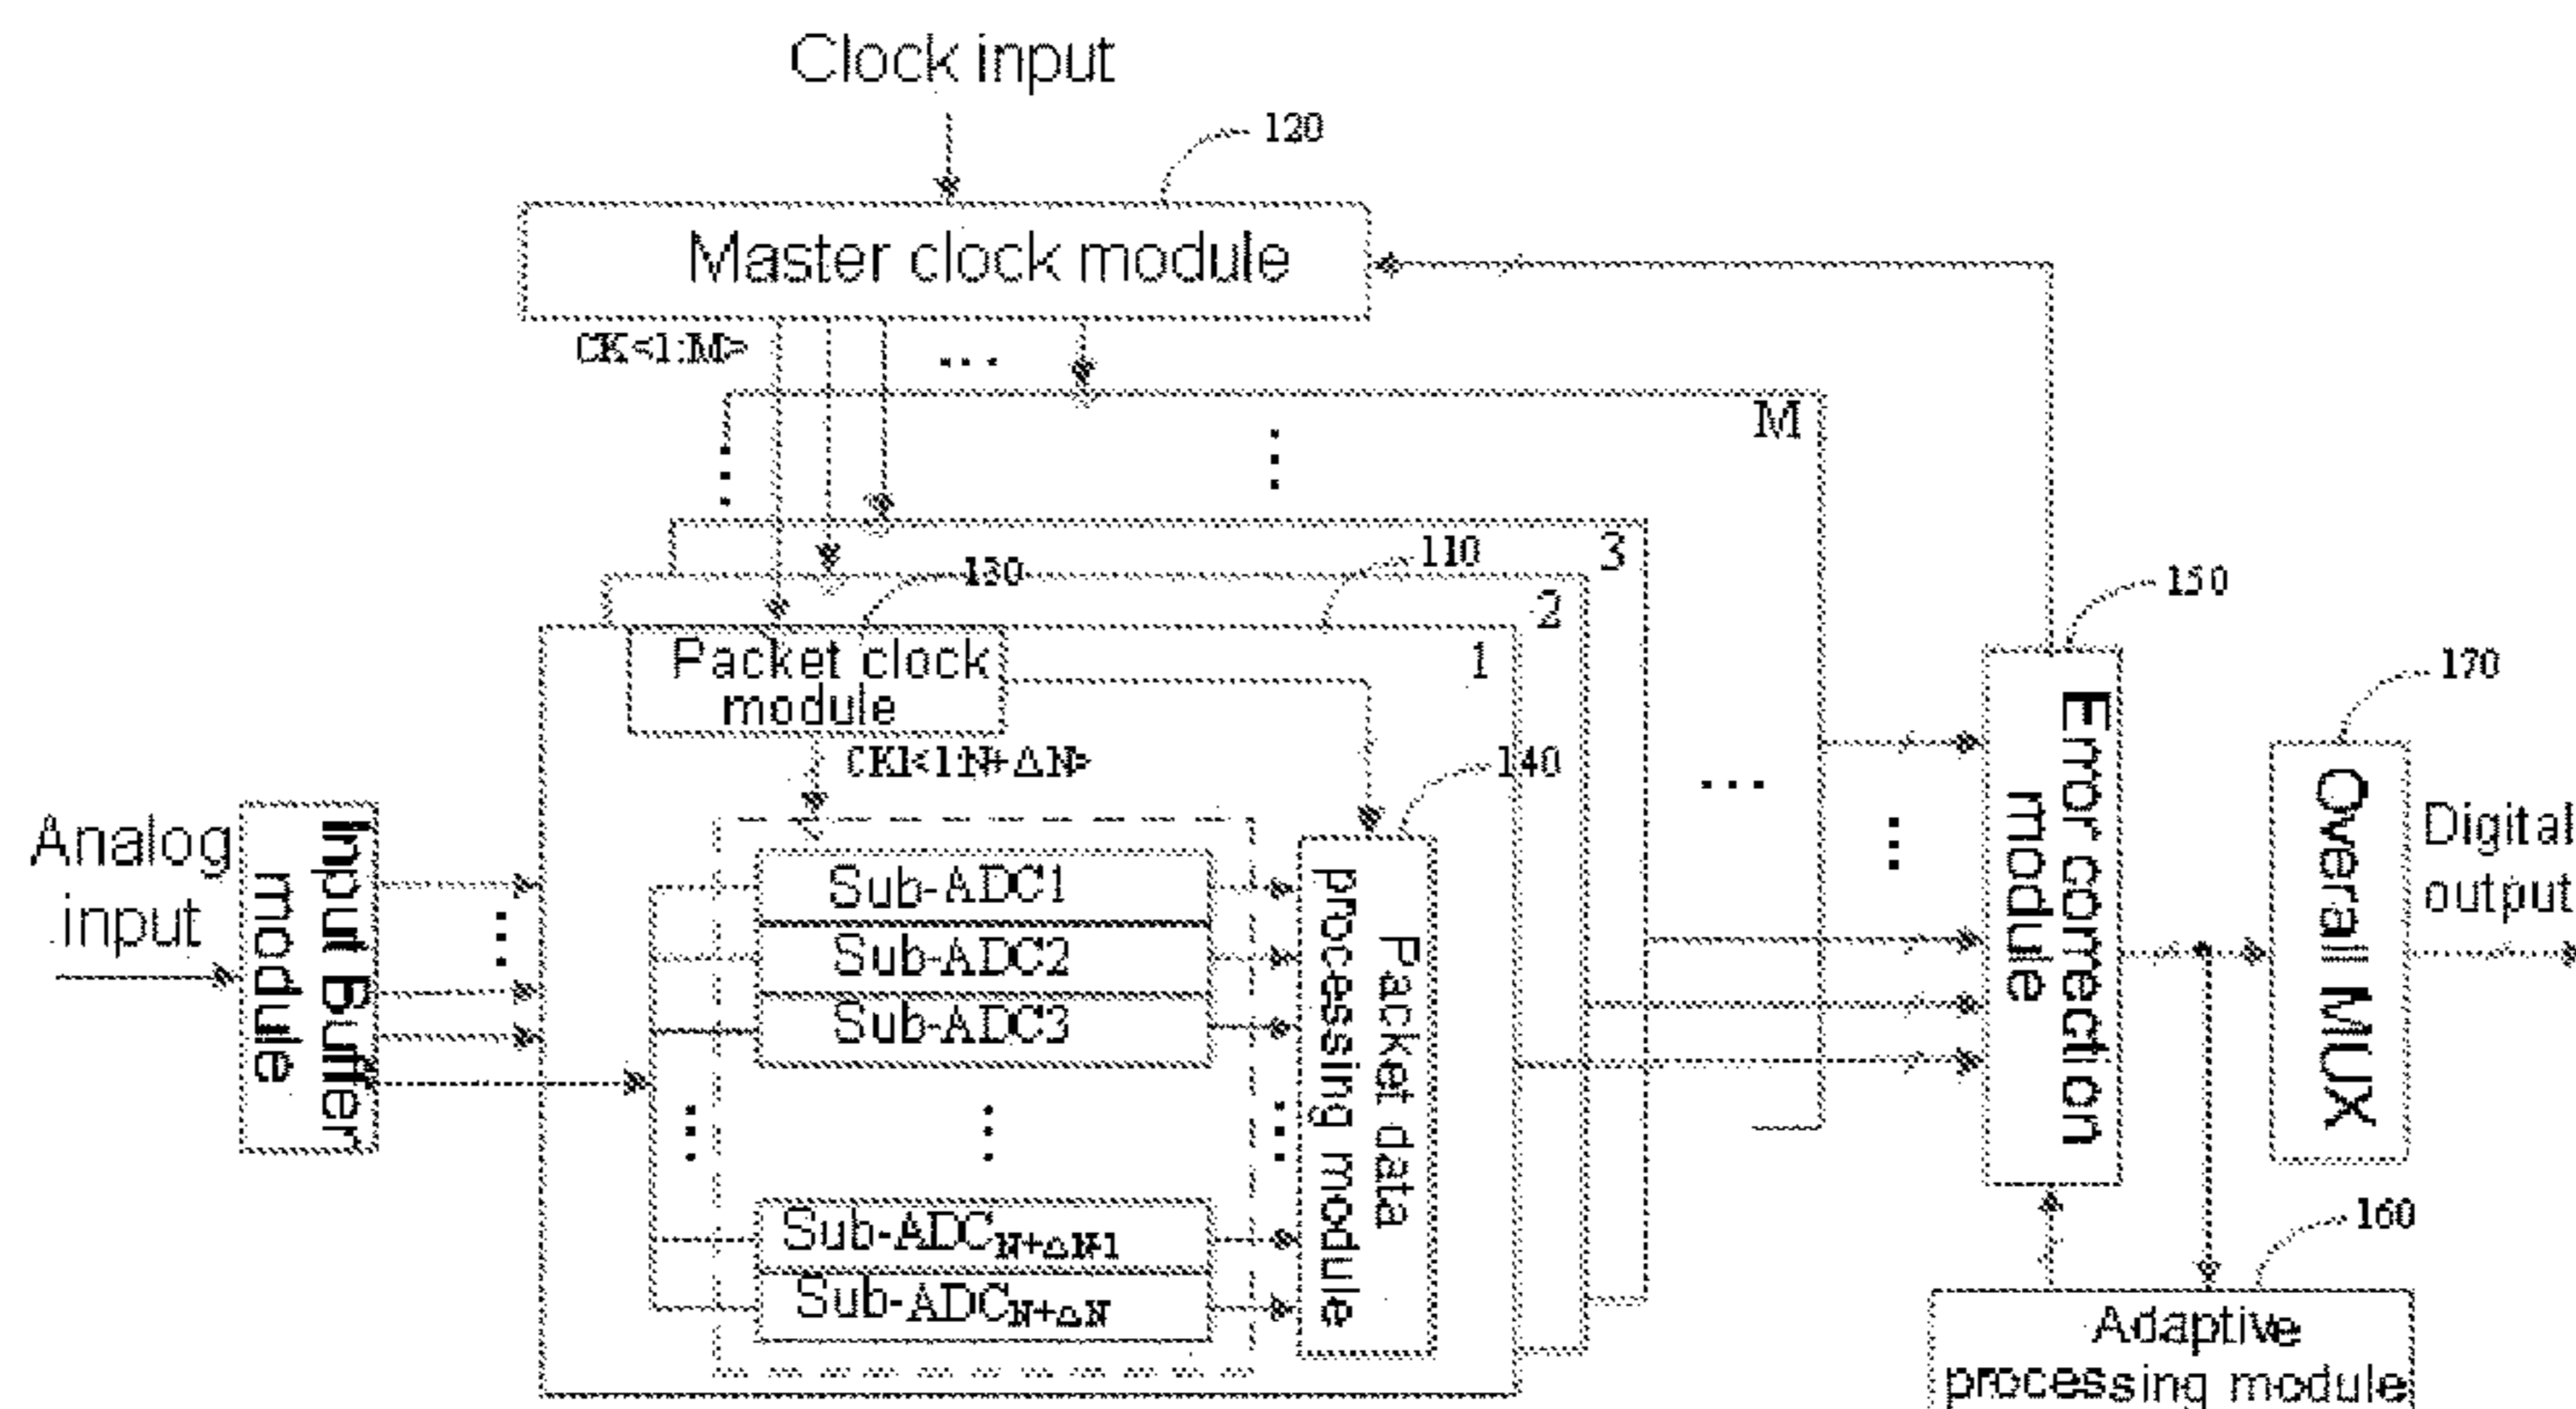 Clock input
120
Master clock module
CK<1:M>
...
M
3
110
130
2
150
Packet clock
module
1
170
CK1<1:N+ΔN>
140
...
Analog
input
Input Buffer
module
Sub-ADC1
Sub-ADC2
Sub-ADC3
Sub-ADCN+ΔN-1
Sub-ADCN+ΔN
Packet data
processing module
Error correction
module
Overall MUX
Digital
output
160
Adaptive
processing module